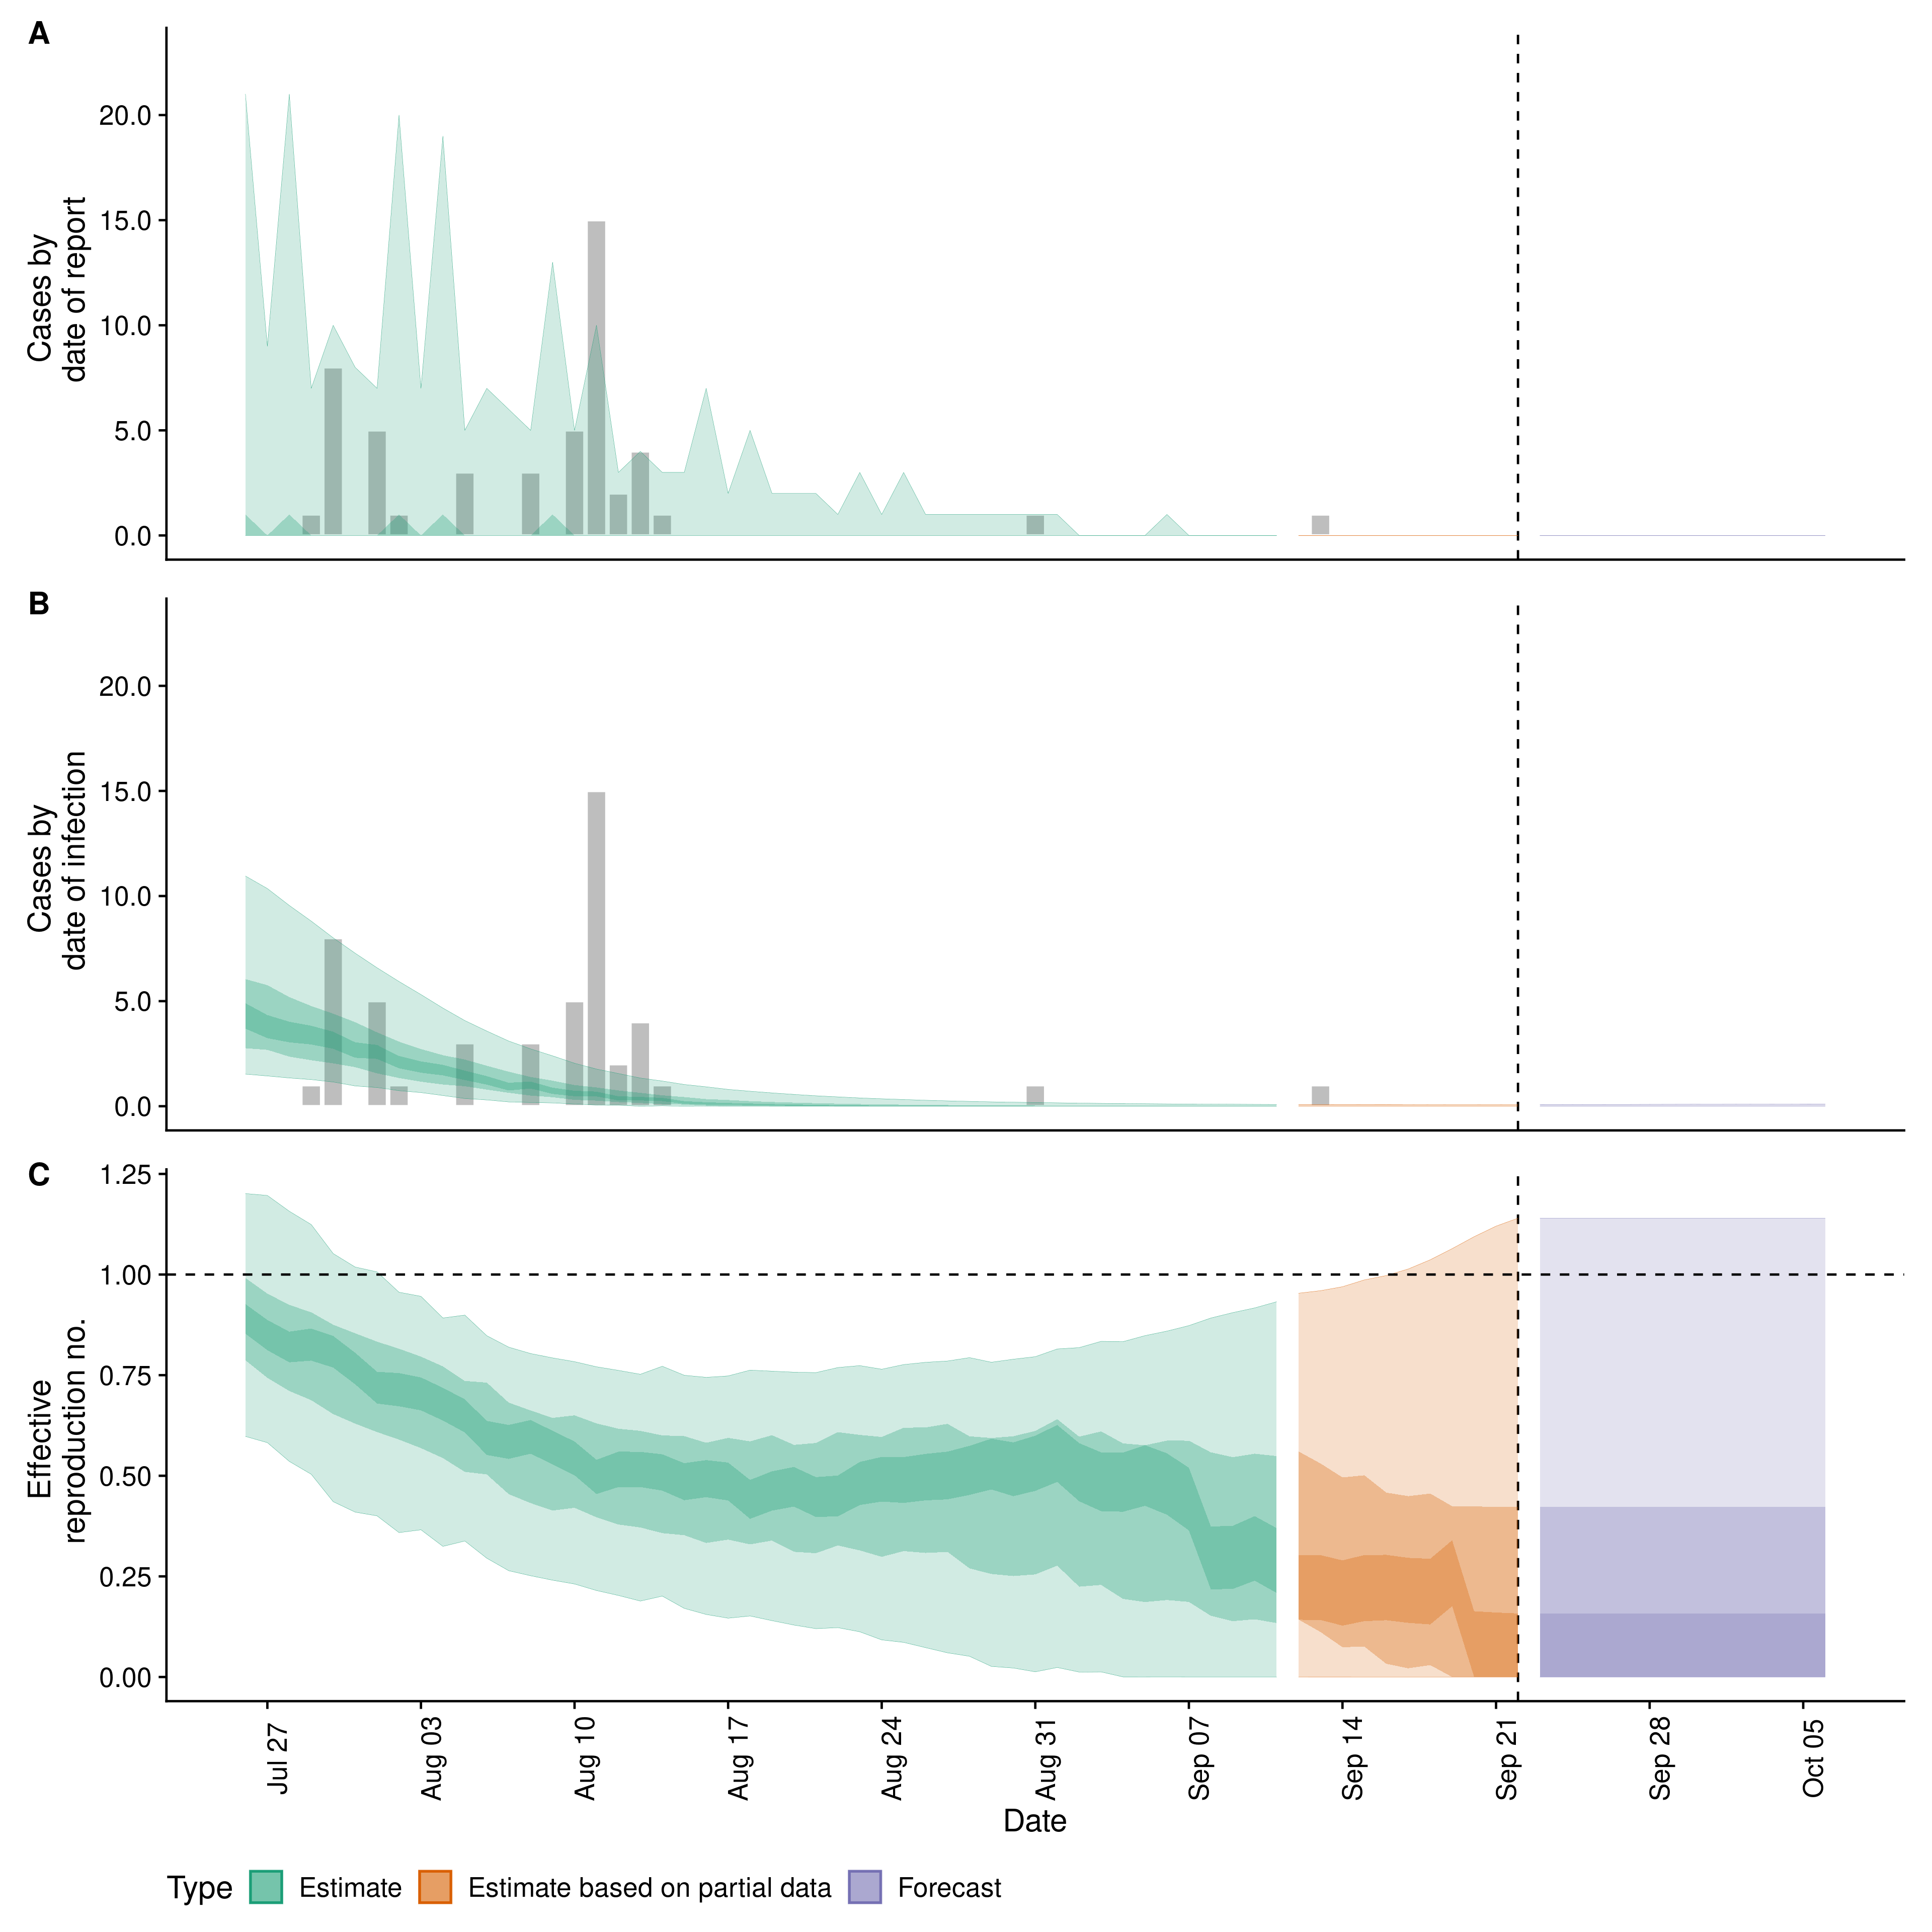 A
Cases by
date of report
20.0
15.0
10.0
5.0
0.0
B
Cases by
date of infection
20.0
15.0
10.0
5.0
0.0
C
Effective
reproduction no.
1.25
1.00
0.75
0.50
0.25
0.00
Jul 27
Aug 03
Aug 10
Aug 17
Aug 24
Aug 31
Sep 07
Sep 14
Sep 21
Sep 28
Oct 05
Date
Type Estimate Estimate based on partial data Forecast